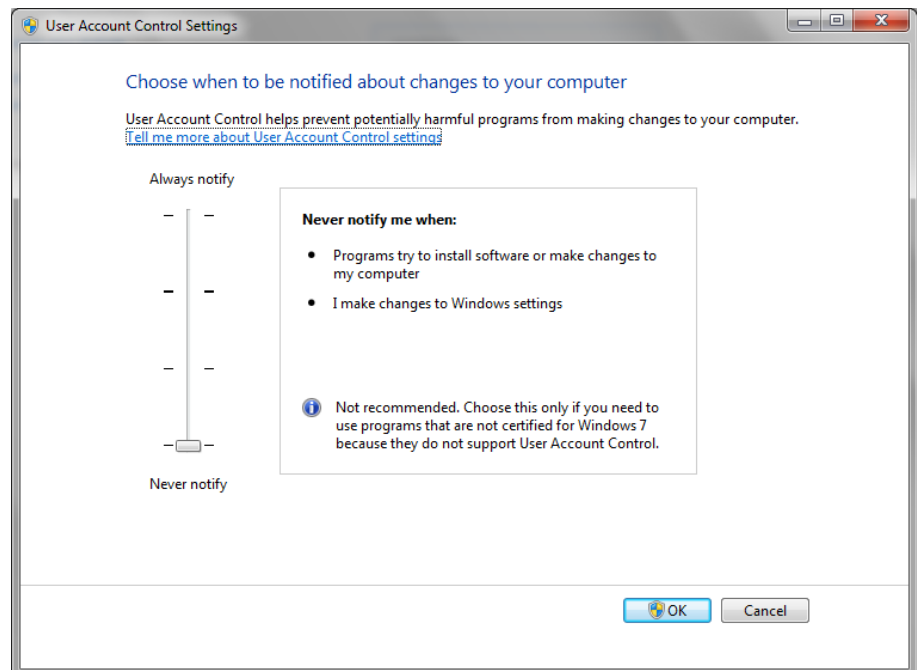 User Account Control Settings
Choose when to be notified about changes to your computer
User Account Control helps prevent potentially harmful programs from making changes to your computer.
Tell me more about User Account Control settings
Always notify
Never notify me when:
Programs try to install software or make changes to
my computer
I make changes to Windows settings
Not recommended. Choose this only if you need to
use programs that are not certified for Windows 7
because they do not support User Account Control.
Never notify
OK
Cancel